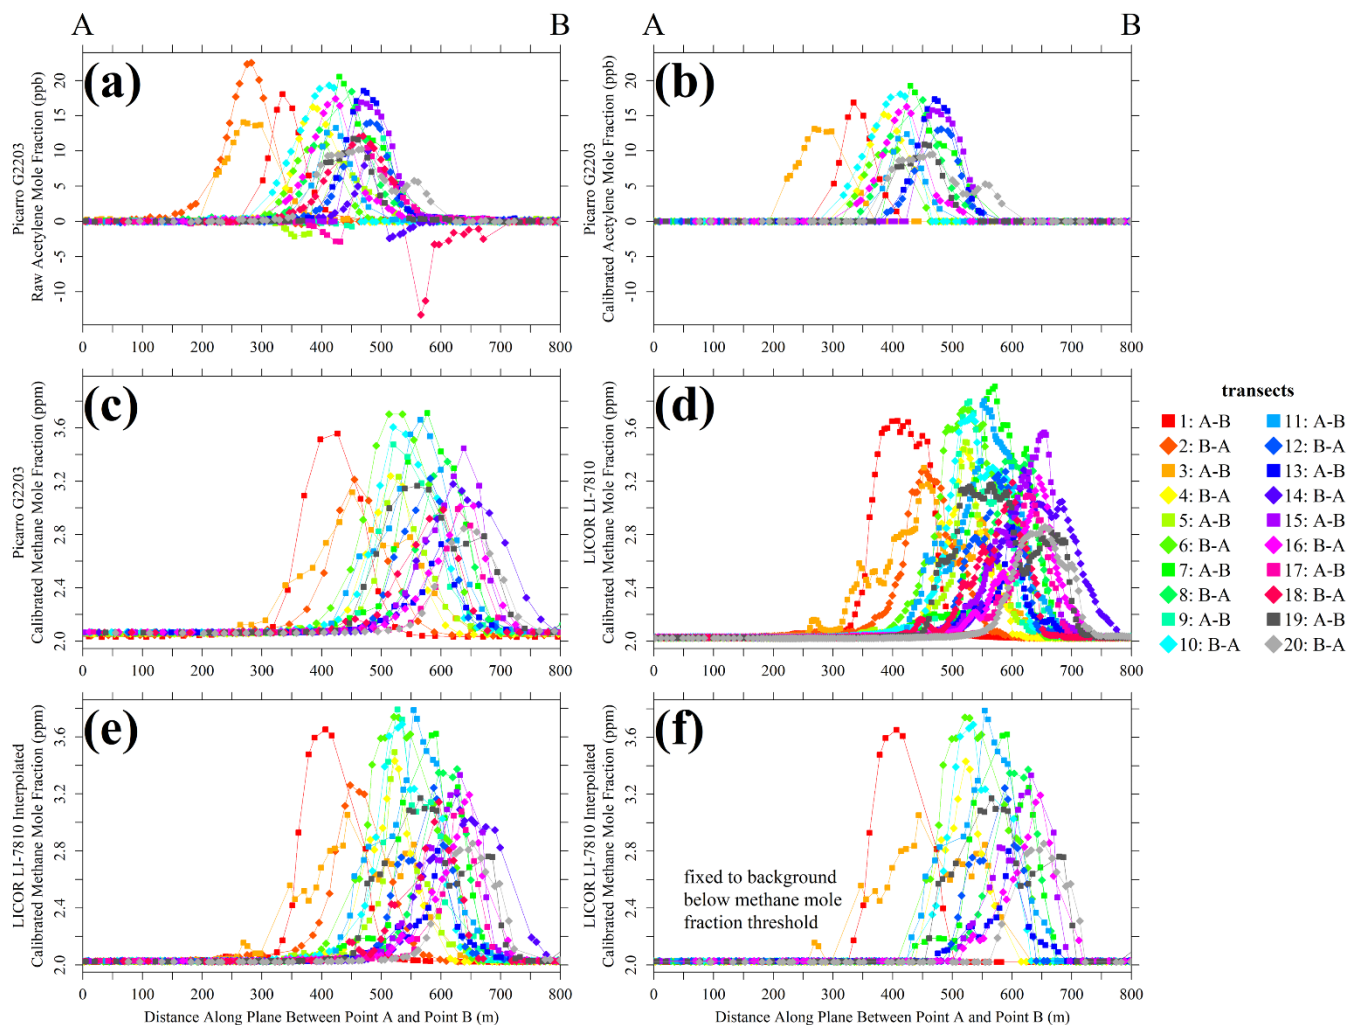 A B A B
(a)
Picarro G2203
Raw Acetylene Mole Fraction (ppb)
20
15
10
5
0
-5
-10
0 100 200 300 400 500 600 700 800
(b)
Picarro G2203
Calibrated Acetylene Mole Fraction (ppb)
20
15
10
5
0
-5
-10
0 100 200 300 400 500 600 700 800
(c)
Picarro G2203
Calibrated Methane Mole Fraction (ppm)
3.6
3.2
2.8
2.4
2.0
0 100 200 300 400 500 600 700 800
(d)
LICOR LI-7810
Calibrated Methane Mole Fraction (ppm)
3.6
3.2
2.8
2.4
2.0
0 100 200 300 400 500 600 700 800
transects
1: A-B 11: A-B
2: B-A 12: B-A
3: A-B 13: A-B
4: B-A 14: B-A
5: A-B 15: A-B
6: B-A 16: B-A
7: A-B 17: A-B
8: B-A 18: B-A
9: A-B 19: A-B
10: B-A 20: B-A
(e)
LICOR LI-7810 Interpolated
Calibrated Methane Mole Fraction (ppm)
3.6
3.2
2.8
2.4
2.0
0 100 200 300 400 500 600 700 800
Distance Along Plane Between Point A and Point B (m)
(f)
LICOR LI-7810 Interpolated
Calibrated Methane Mole Fraction (ppm)
3.6
3.2
2.8
2.4
2.0
fixed to background
below methane mole
fraction threshold
0 100 200 300 400 500 600 700 800
Distance Along Plane Between Point A and Point B (m)